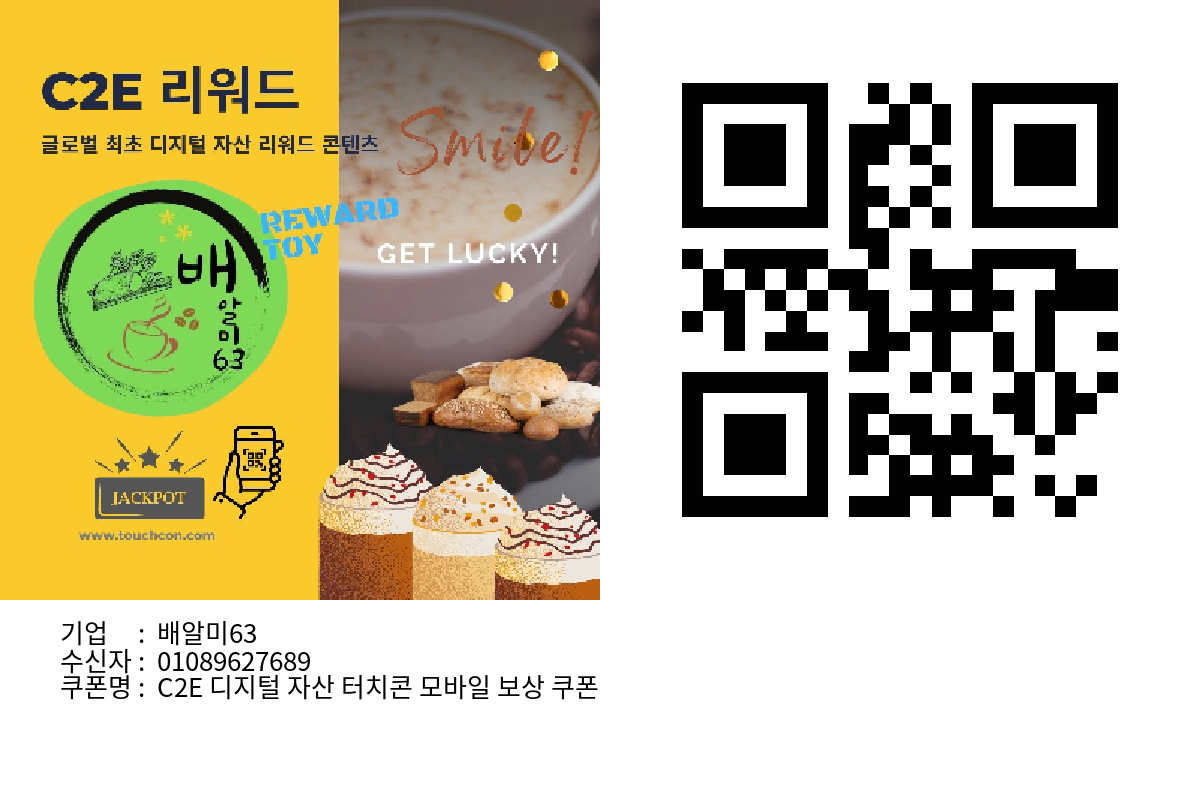 C2E 리워드
글로벌 최초 디지털 자산 리워드 콘텐츠
Smile!
REWARD
TOY
GET LUCKY!
배
알
미
63
JACKPOT
www.touchcon.com
기업 : 배알미63
수신자 : 01089627689
쿠폰명 : C2E 디지털 자산 터치콘 모바일 보상 쿠폰